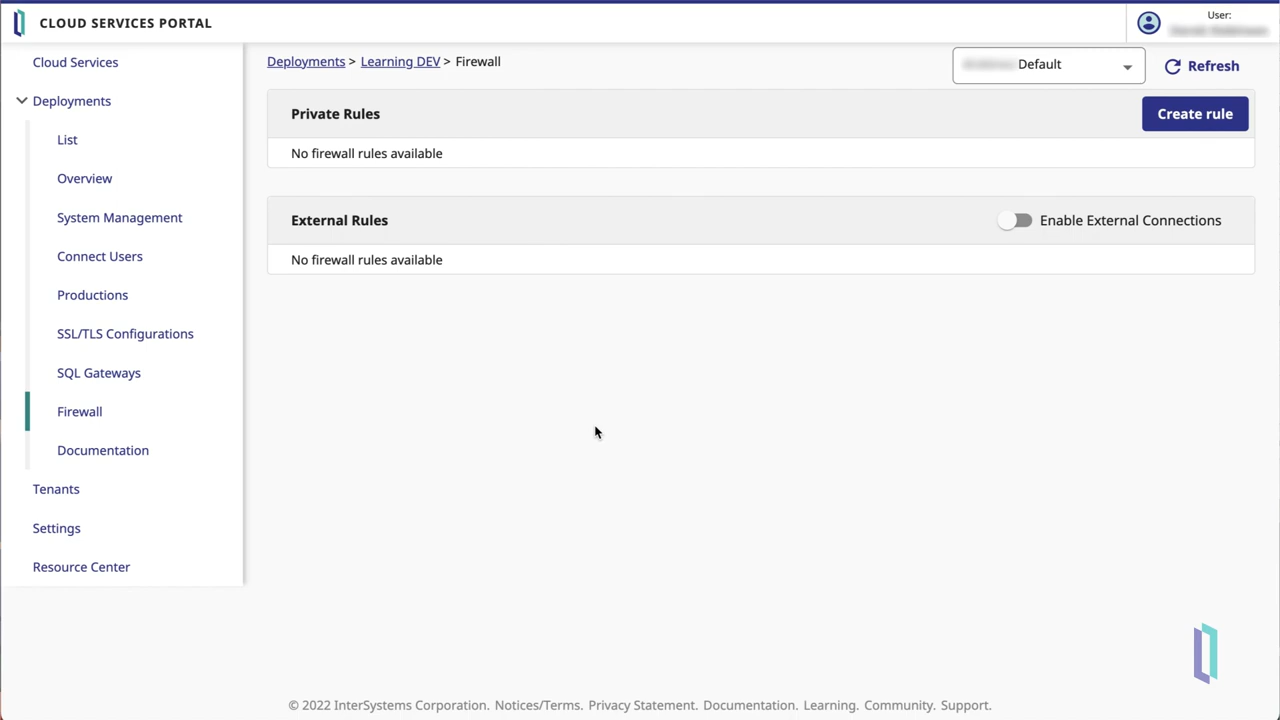 CLOUD SERVICES PORTAL
User:
Cloud Services
Deployments
List
Overview
System Management
Connect Users
Productions
SSL/TLS Configurations
SQL Gateways
Firewall
Documentation
Tenants
Settings
Resource Center
Deployments > Learning DEV > Firewall
Default
Refresh
Private Rules
Create rule
No firewall rules available
External Rules
Enable External Connections
No firewall rules available
© 2022 InterSystems Corporation. Notices/Terms. Privacy Statement. Documentation. Learning. Community. Support.